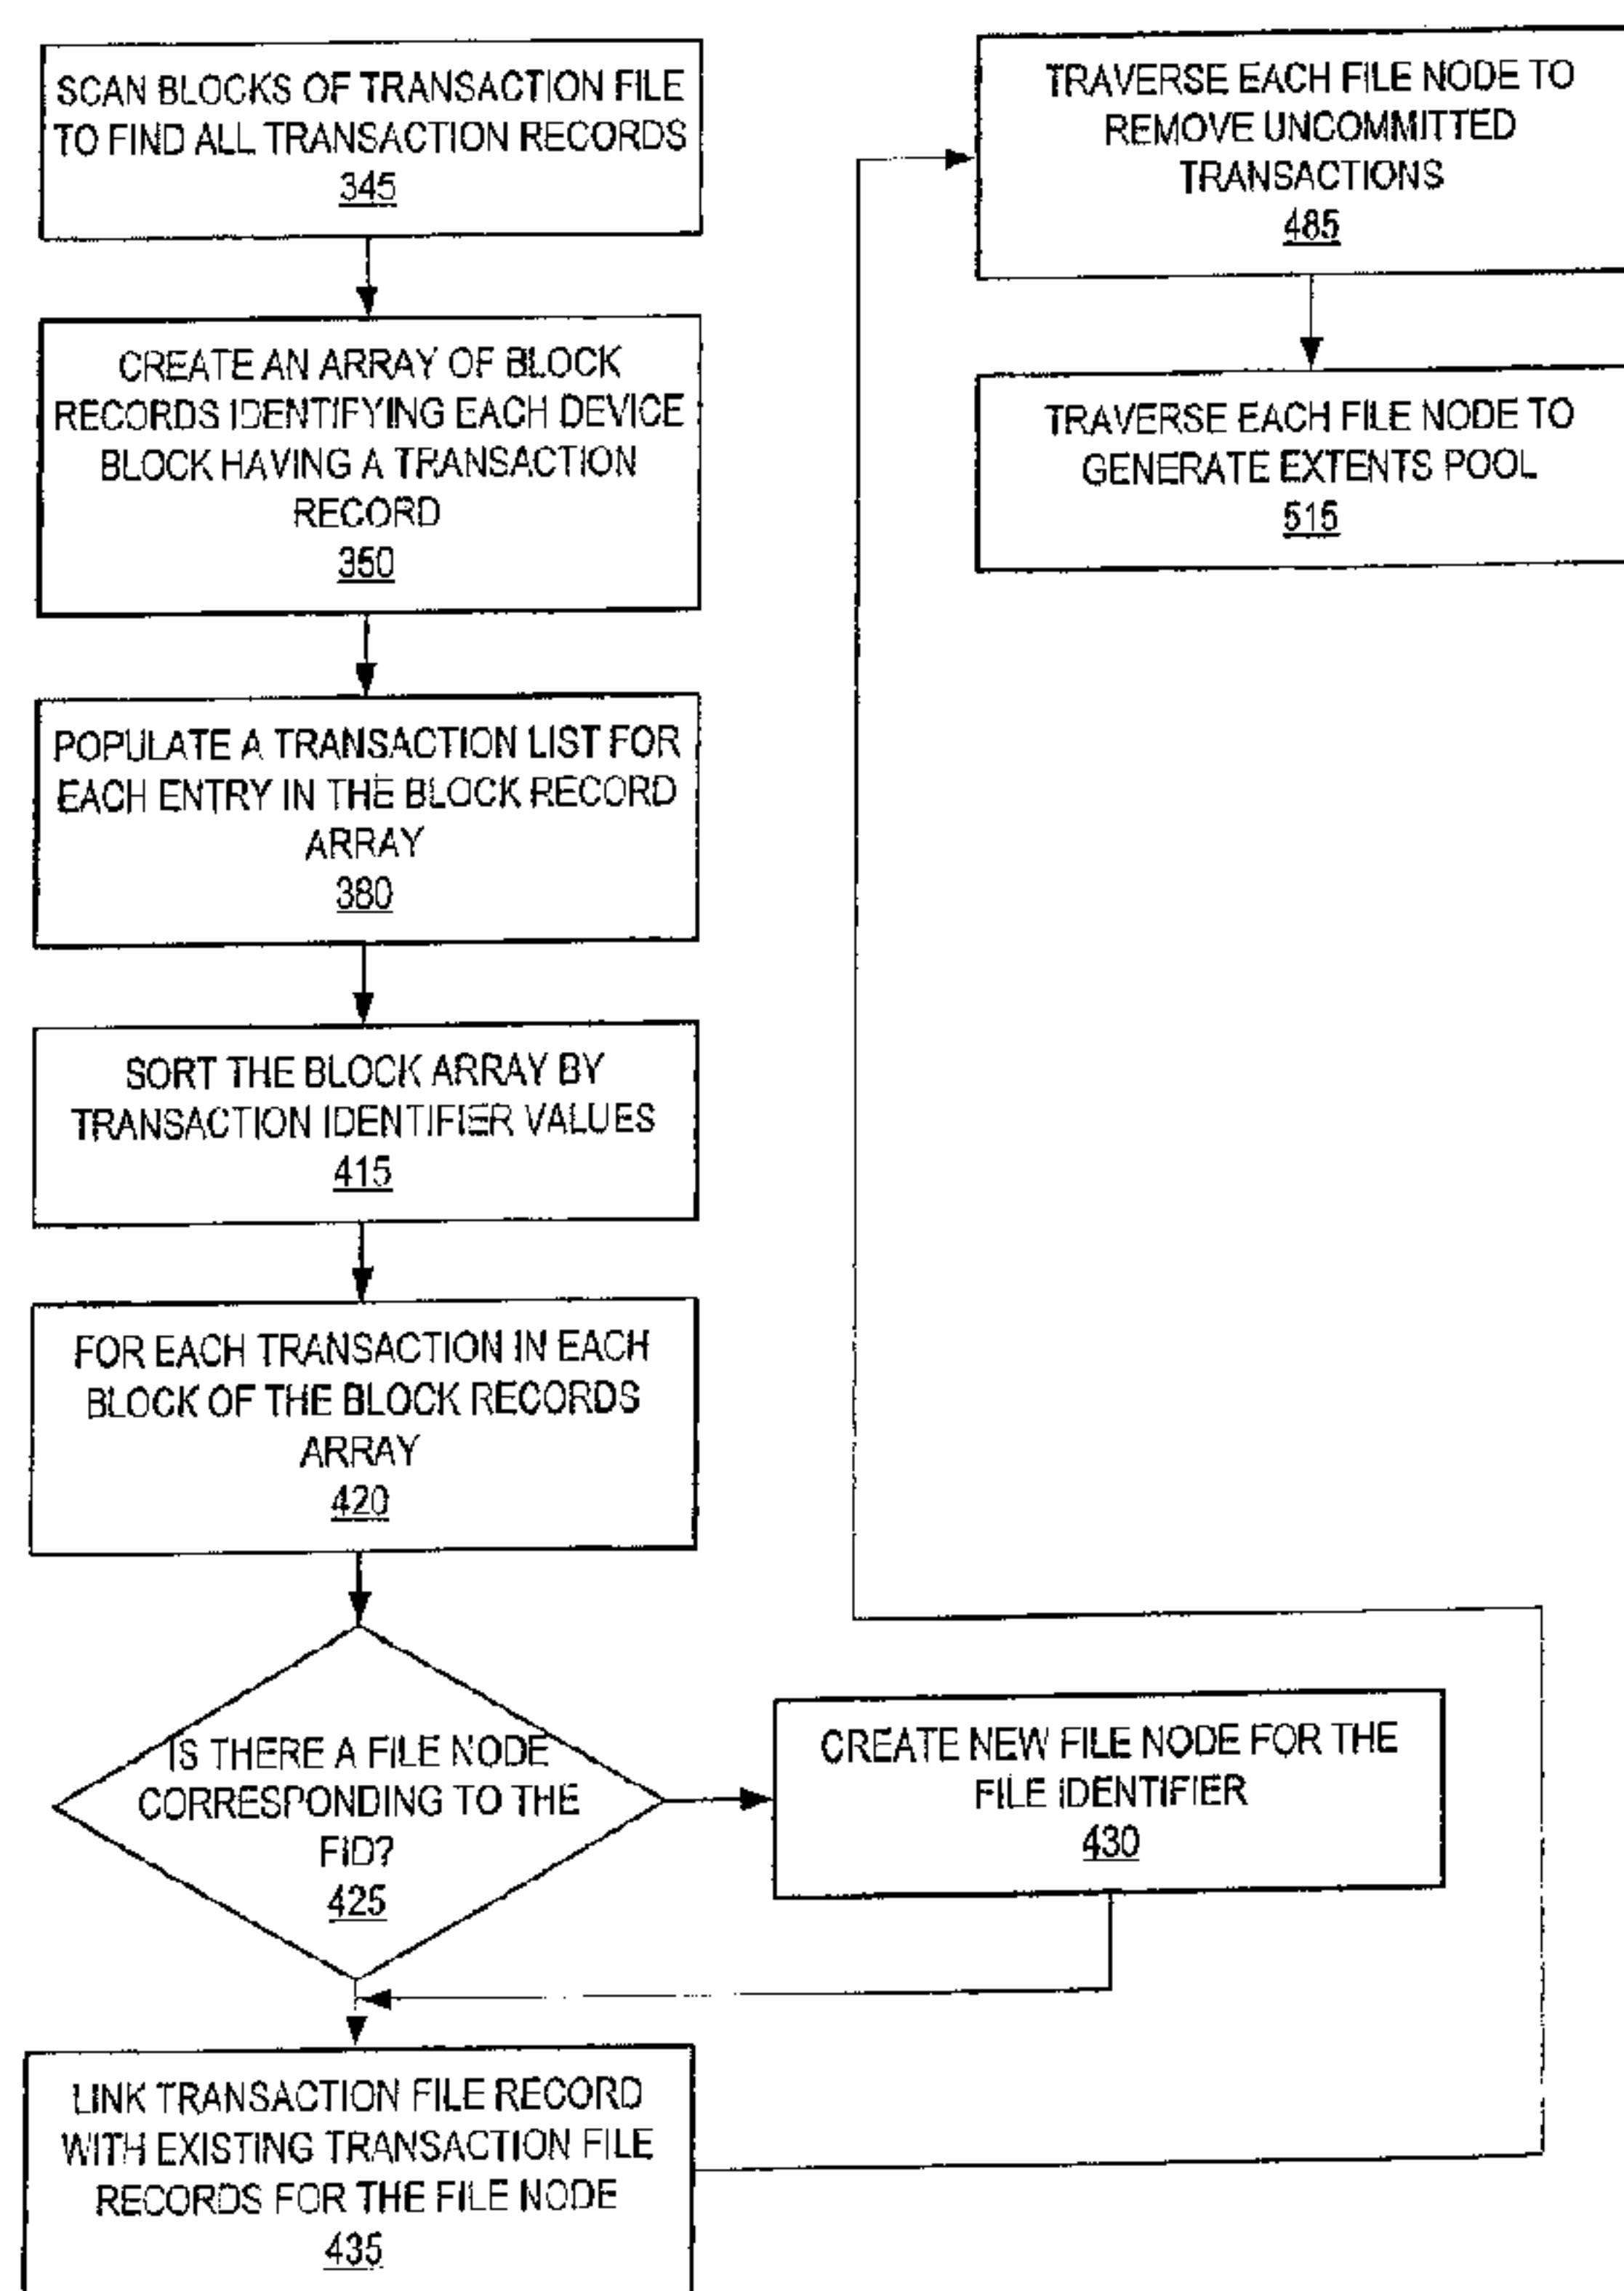 SCAN BLOCKS OF TRANSACTION FILE
TO FIND ALL TRANSACTION RECORDS
345
CREATE AN ARRAY OF BLOCK
RECORDS IDENTIFYING EACH DEVICE
BLOCK HAVING A TRANSACTION
RECORD
350
POPULATE A TRANSACTION LIST FOR
EACH ENTRY IN THE BLOCK RECORD
ARRAY
380
SORT THE BLOCK ARRAY BY
TRANSACTION IDENTIFIER VALUES
415
FOR EACH TRANSACTION IN EACH
BLOCK OF THE BLOCK RECORDS
ARRAY
420
IS THERE A FILE NODE
CORRESPONDING TO THE
FID?
425
CREATE NEW FILE NODE FOR THE
FILE IDENTIFIER
430
LINK TRANSACTION FILE RECORD
WITH EXISTING TRANSACTION FILE
RECORDS FOR THE FILE NODE
435
TRAVERSE EACH FILE NODE TO
REMOVE UNCOMMITTED
TRANSACTIONS
485
TRAVERSE EACH FILE NODE TO
GENERATE EXTENTS POOL
515